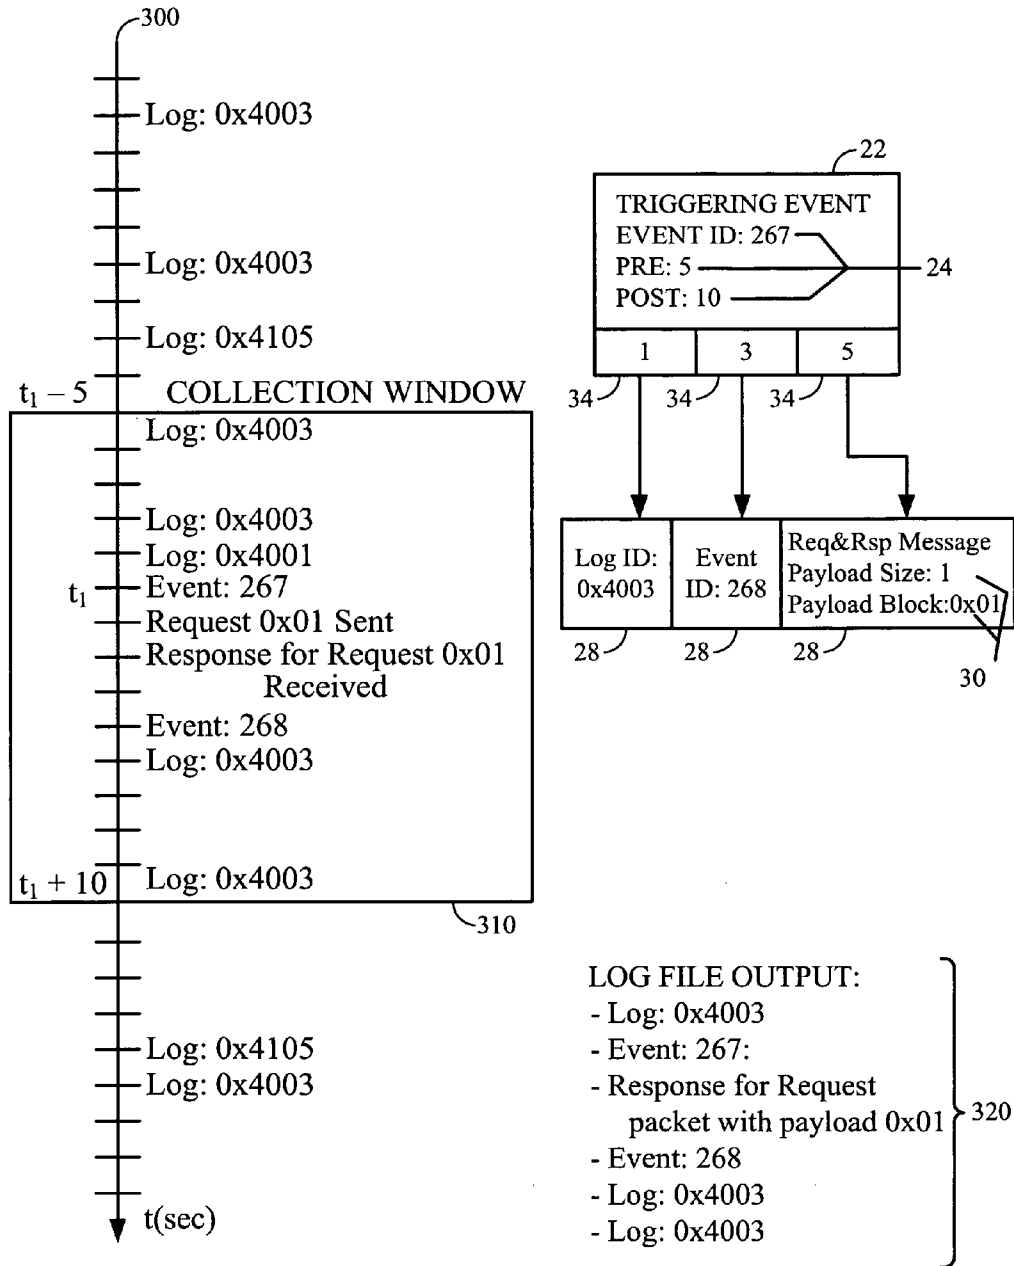 300
Log: 0x4003
Log: 0x4003
Log: 0x4105
t₁ – 5
COLLECTION WINDOW
Log: 0x4003
Log: 0x4003
Log: 0x4001
t₁
Event: 267
Request 0x01 Sent
Response for Request 0x01
Received
Event: 268
Log: 0x4003
t₁ + 10
Log: 0x4003
310
Log: 0x4105
Log: 0x4003
t(sec)
22
TRIGGERING EVENT
EVENT ID: 267
PRE: 5
POST: 10
24
1
3
5
34
34
34
Log ID:
0x4003
Event
ID: 268
Req&Rsp Message
Payload Size: 1
Payload Block:0x01
28
28
28
30
LOG FILE OUTPUT:
- Log: 0x4003
- Event: 267:
- Response for Request
packet with payload 0x01
- Event: 268
- Log: 0x4003
- Log: 0x4003
320